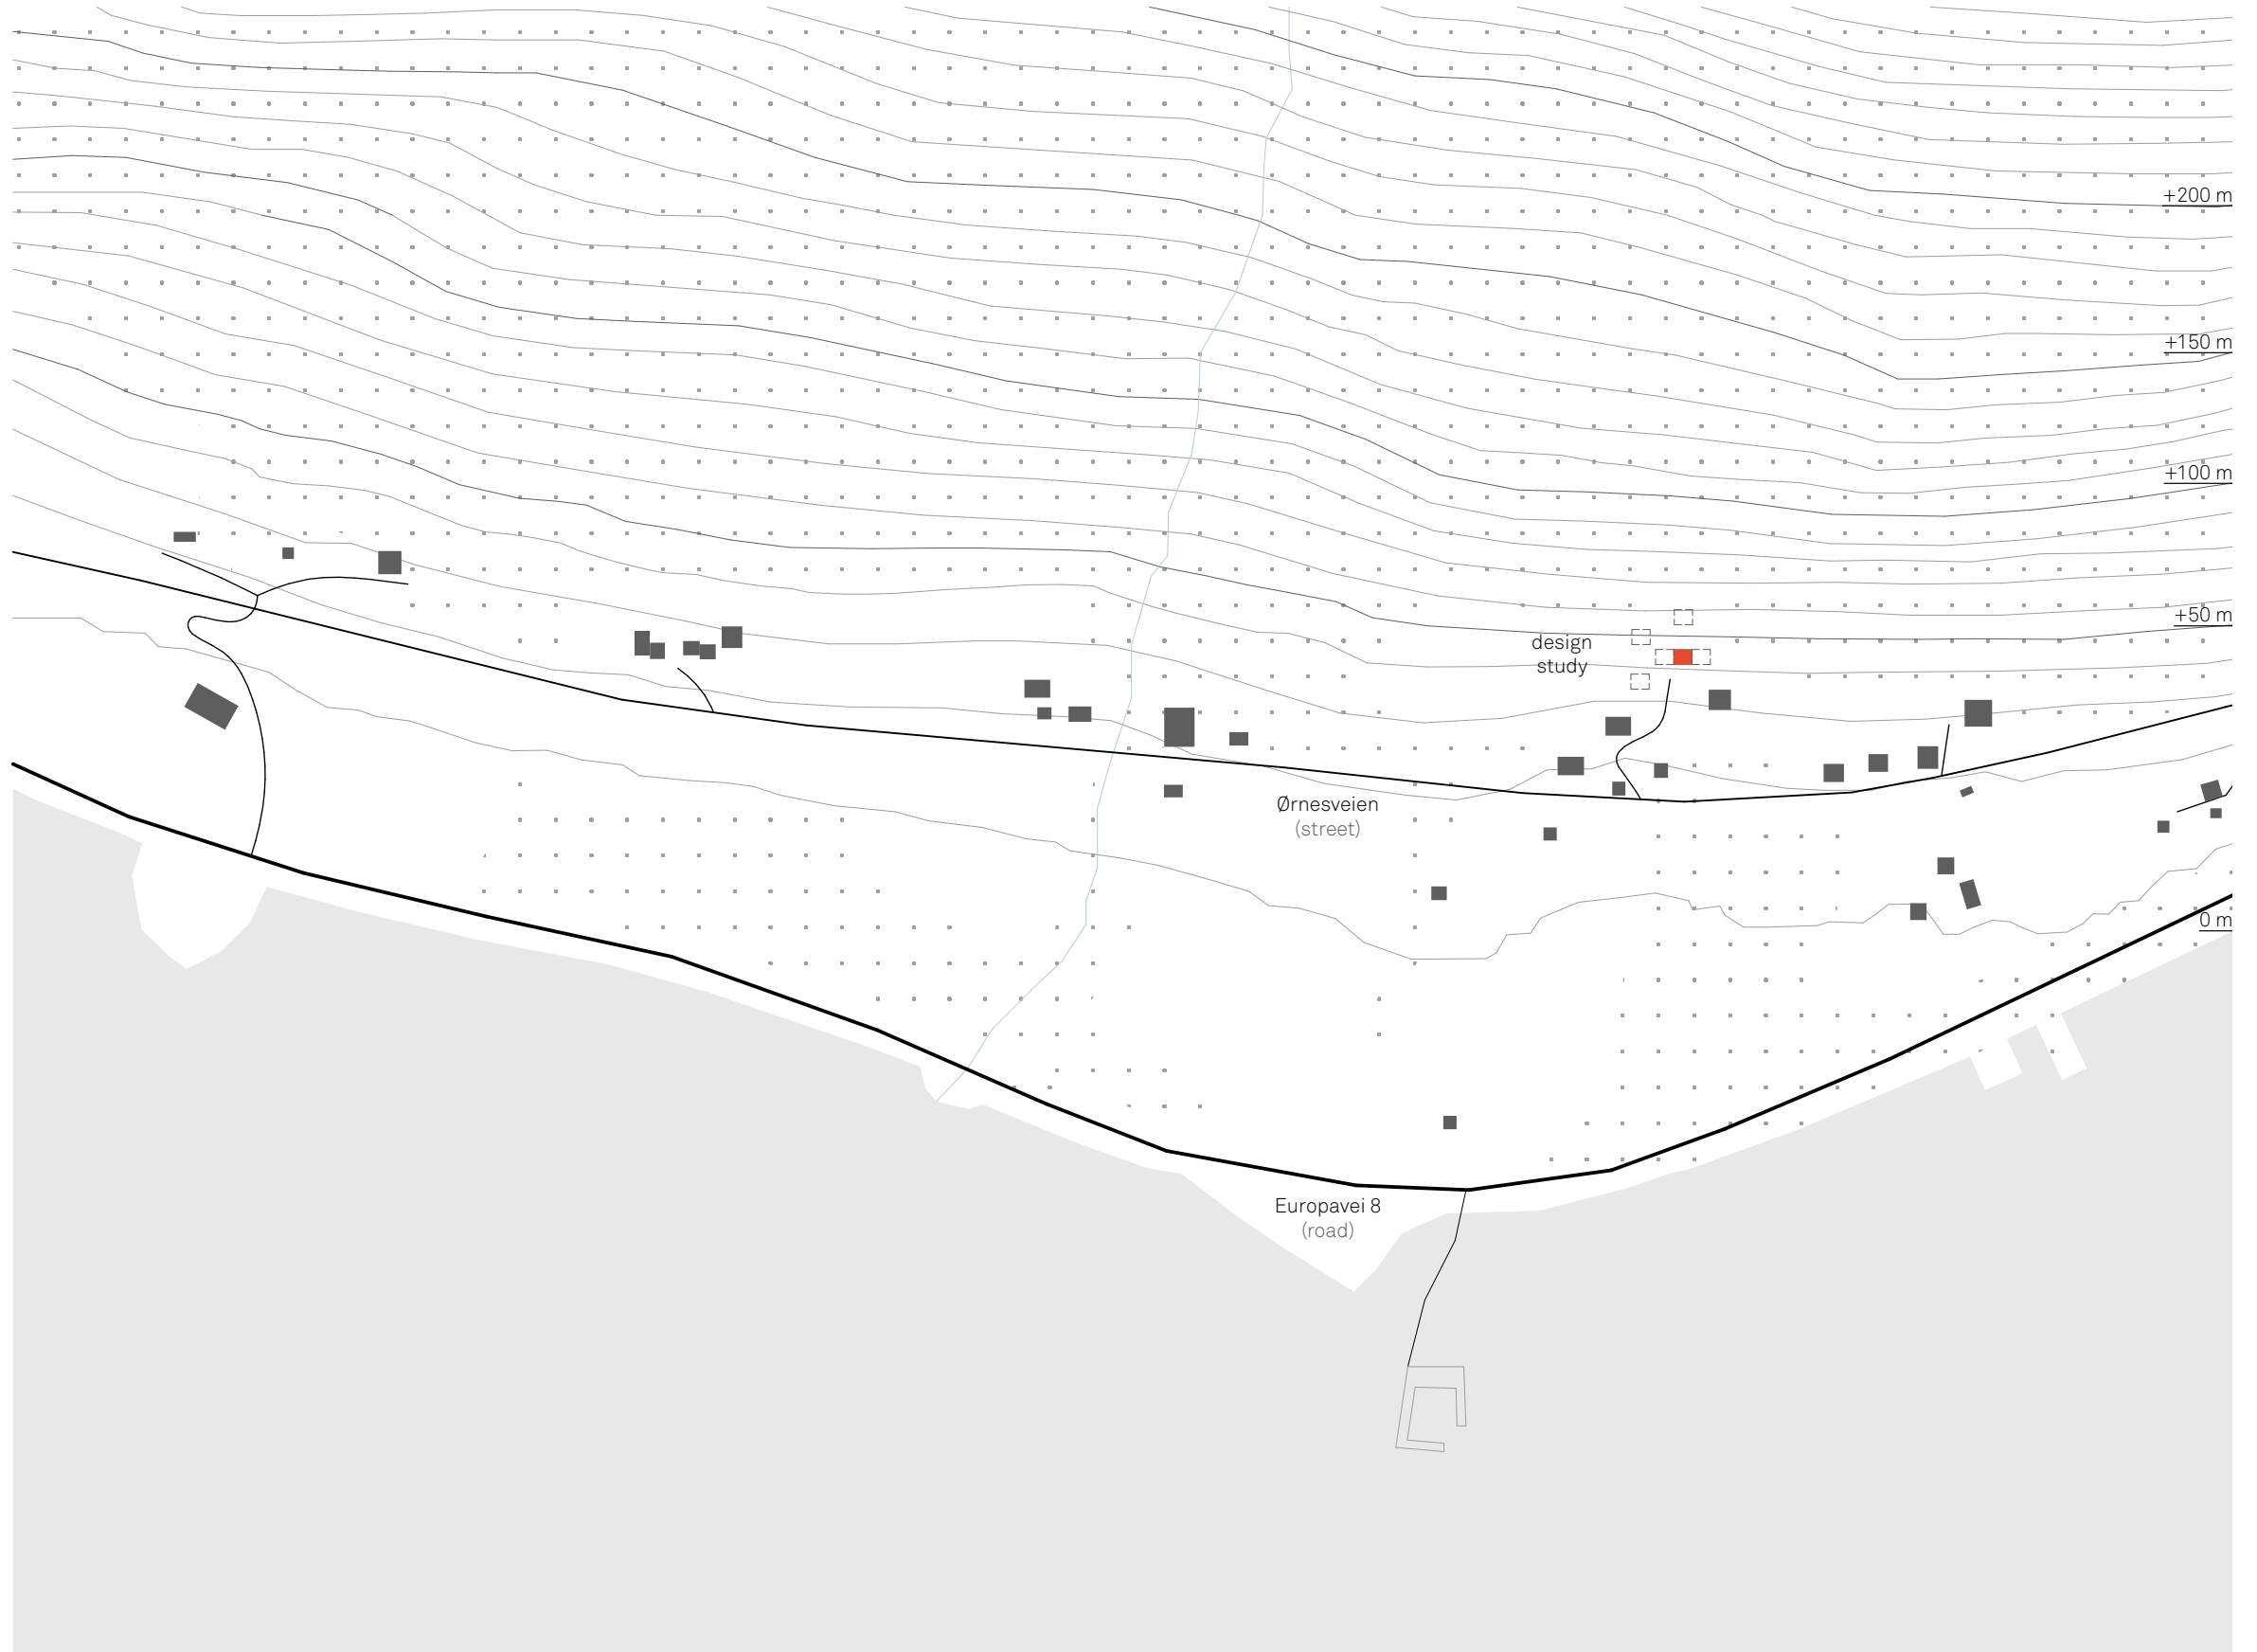 +200 m
+150 m
+100 m
+50 m
design
study
Ørnesveien
(street)
0 m
Europavei 8
(road)